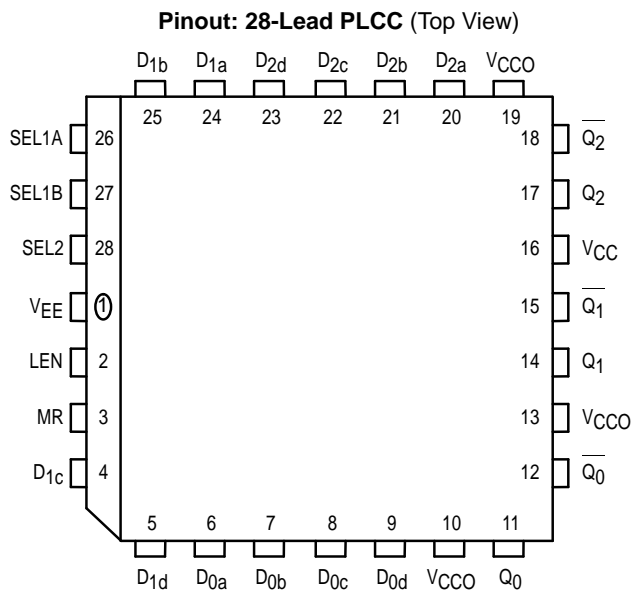 Pinout: 28-Lead PLCC (Top View)
D1b D1a D2d D2c D2b D2a VCCO
25 24 23 22 21 20 19
SEL1A 26 18 Q̅2̅
SEL1B 27 17 Q2
SEL2 28 16 VCC
VEE 1 15 Q̅1̅
LEN 2 14 Q1
MR 3 13 VCCO
D1c 4 12 Q̅0̅
5 6 7 8 9 10 11
D1d D0a D0b D0c D0d VCCO Q0